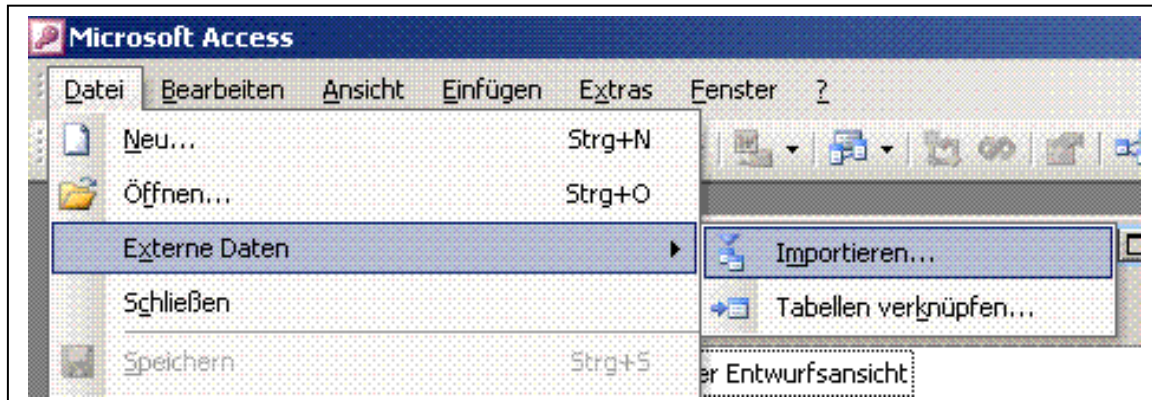 Microsoft Access
Datei Bearbeiten Ansicht Einfügen Extras Fenster ?
Neu... Strg+N
Öffnen... Strg+O
Externe Daten
Importieren...
Schließen
Tabellen verknüpfen...
Speichern Strg+S
er Entwurfsansicht